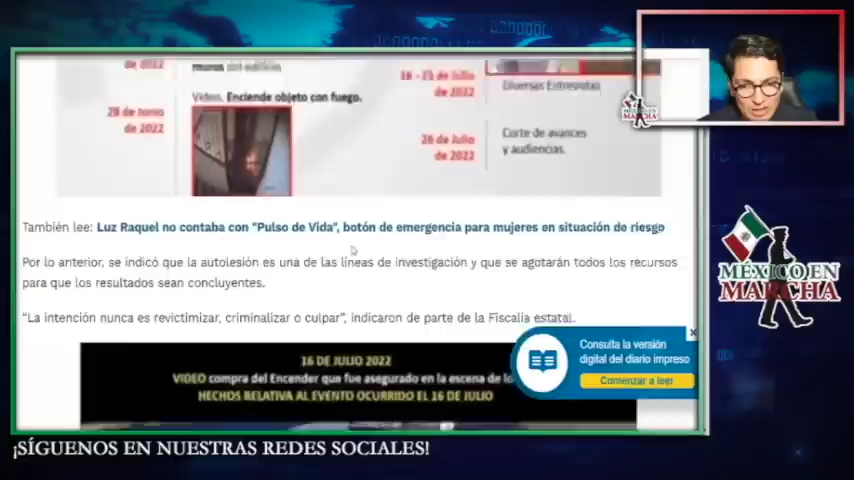 de 2022
Video. Enciende objeto con fuego.
28 de Junio
de 2022
16 - 25 de Julio
de 2022
Diversas Entrevistas
26 de Julio
de 2022
Corte de avances
y audiencias.
También lee: Luz Raquel no contaba con "Pulso de Vida", botón de emergencia para mujeres en situación de riesgo
Por lo anterior, se indicó que la autolesión es una de las líneas de investigación y que se agotarán todos los recursos
para que los resultados sean concluyentes.
"La intención nunca es revictimizar, criminalizar o culpar", indicaron de parte de la Fiscalía estatal.
16 DE JULIO 2022
VIDEO compra del Encender que fue asegurado en la escena de
HECHOS RELATIVA AL EVENTO OCURRIDO EL 16 DE JULIO
x
Consulta la versión
digital del diario impreso
Comenzar a leer
MÉXICO EN
MARCHA
MÉXICO EN
MARCHA
¡SÍGUENOS EN NUESTRAS REDES SOCIALES!